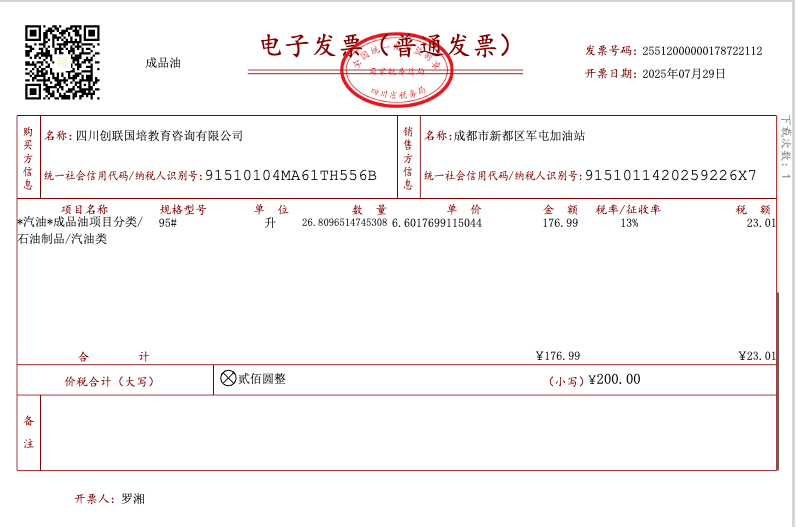 电子发票（普通发票）
成品油
全国统一发票监制章
国家税务总局
四川省税务局
发票号码: 25512000000178722112
开票日期: 2025年07月29日
下载次数: 1
购买方信息
名称: 四川创联国培教育咨询有限公司
统一社会信用代码/纳税人识别号: 91510104MA61TH556B
销售方信息
名称: 成都市新都区军屯加油站
统一社会信用代码/纳税人识别号: 9151011420259226X7
项目名称 规格型号 单位 数量 单价 金额 税率/征收率 税额
*汽油*成品油项目分类/ 95# 升 26.8096514745308 6.6017699115044 176.99 13% 23.01
石油制品/汽油类
合计 ¥176.99 ¥23.01
价税合计（大写） 贰佰圆整 （小写）¥200.00
备注
开票人: 罗湘